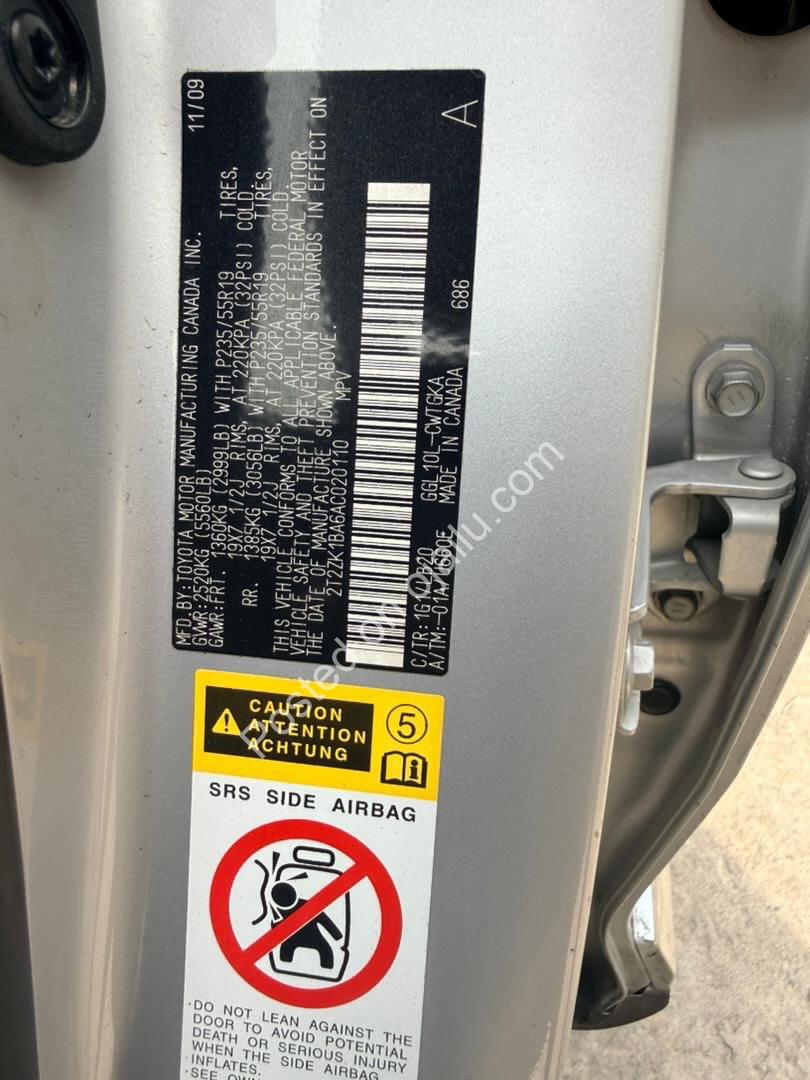 MFD.BY:TOYOTA MOTOR MANUFACTURING CANADA INC. 11/09
GVWR:2520KG (5560LB)
GAWR:FRT. 1360KG (2999LB) WITH P235/55R19 TIRES,
19X7 1/2J RIMS, AT 220KPA (32PSI) COLD.
RR. 1385KG (3056LB) WITH P235/55R19 TIRES,
19X7 1/2J RIMS, AT 220KPA (32PSI) COLD.
THIS VEHICLE CONFORMS TO ALL APPLICABLE FEDERAL MOTOR
VEHICLE SAFETY AND THEFT PREVENTION STANDARDS IN EFFECT ON
THE DATE OF MANUFACTURE SHOWN ABOVE.
2T2ZK1BA6AC020110 MPV
A
C/TR: GGL10L-CWTGKA 686
MADE IN CANADA
Posted on ojallu.com
CAUTION
ATTENTION
ACHTUNG
5
i
SRS SIDE AIRBAG
·DO NOT LEAN AGAINST THE
DOOR TO AVOID POTENTIAL
DEATH OR SERIOUS INJURY
WHEN THE SIDE AIRBAG
INFLATES.
·SEE